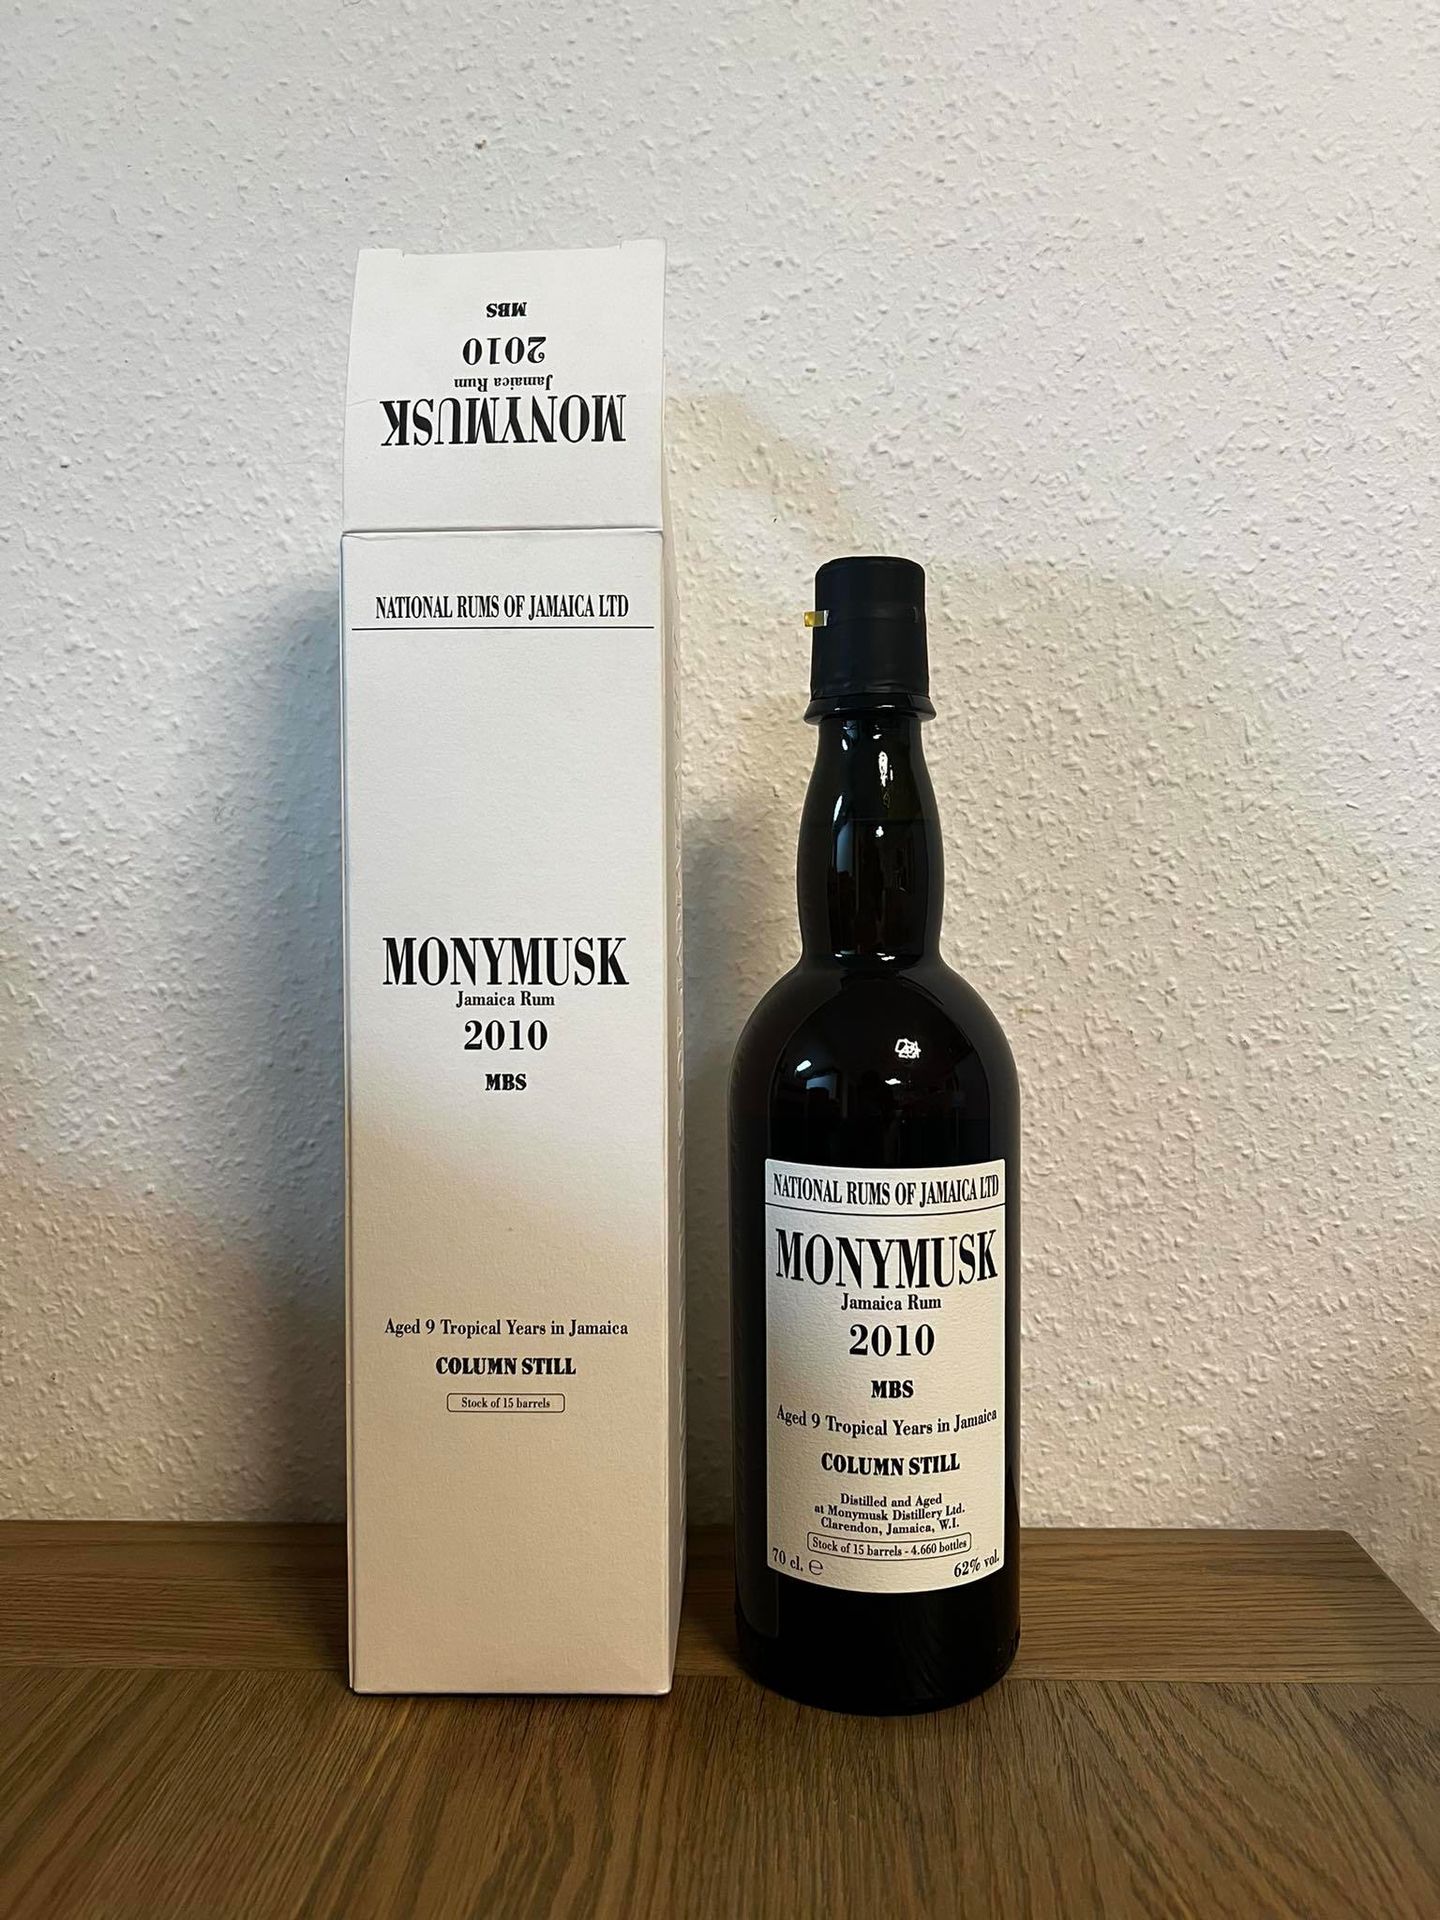 MBS
2010
Jamaica Rum
MONYMUSK
NATIONAL RUMS OF JAMAICA LTD
MONYMUSK
Jamaica Rum
2010
MBS
Aged 9 Tropical Years in Jamaica
COLUMN STILL
Stock of 15 barrels
NATIONAL RUMS OF JAMAICA LTD
MONYMUSK
Jamaica Rum
2010
MBS
Aged 9 Tropical Years in Jamaica
COLUMN STILL
Distilled and Aged
at Monymusk Distillery Ltd.
Clarendon, Jamaica, W.I.
Stock of 15 barrels - 4.660 bottles
70 cl. ℮ 62% vol.